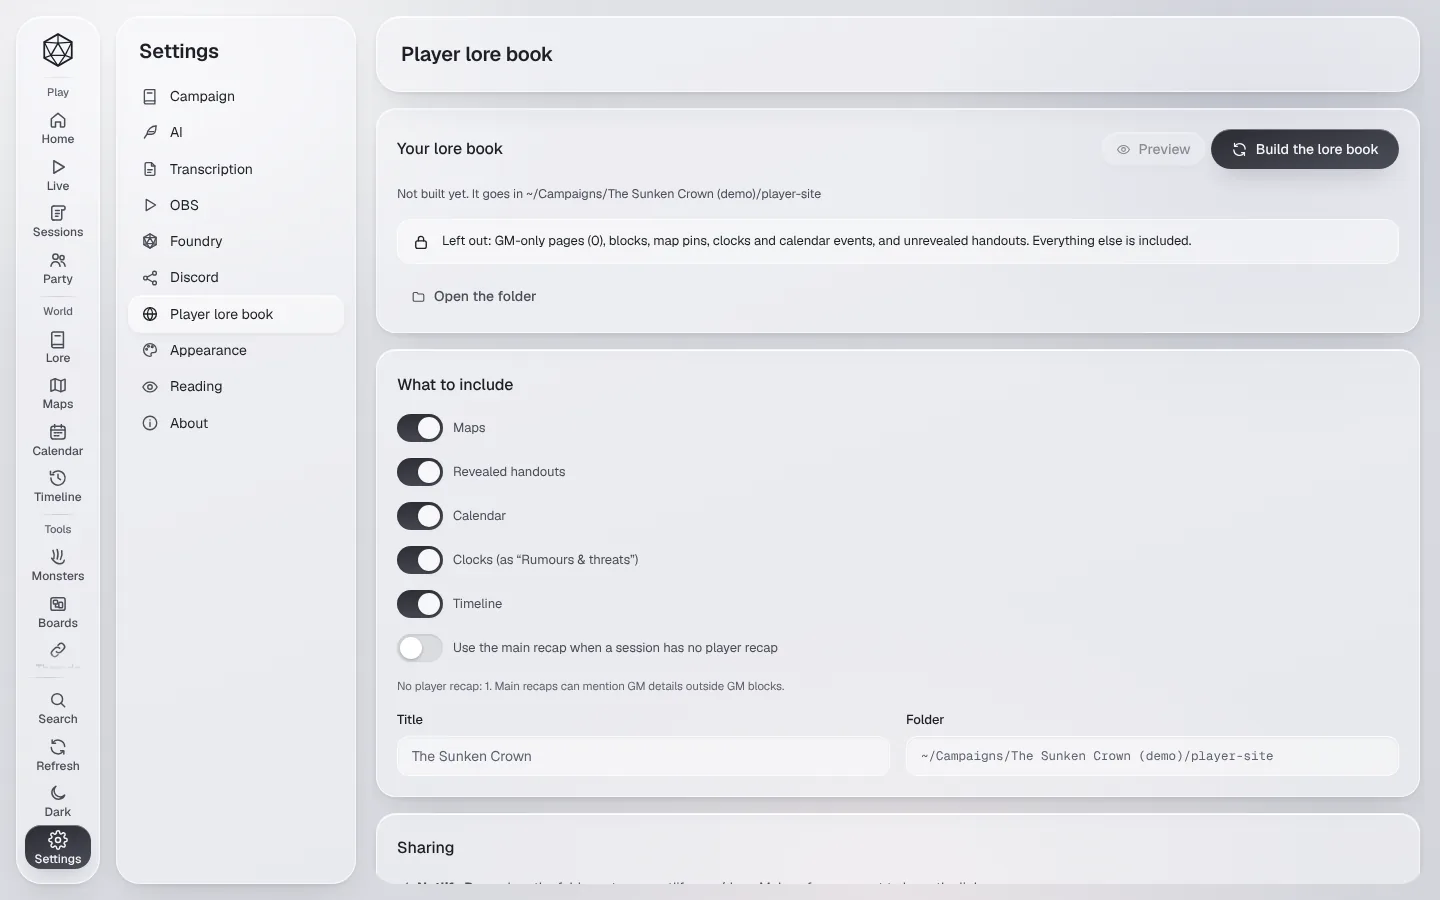 Play
Home
Live
Sessions
Party
World
Lore
Maps
Calendar
Timeline
Tools
Monsters
Boards
Search
Refresh
Dark
Settings
Settings
Campaign
AI
Transcription
OBS
Foundry
Discord
Player lore book
Appearance
Reading
About
Player lore book
Your lore book
Preview
Build the lore book
Not built yet. It goes in ~/Campaigns/The Sunken Crown (demo)/player-site
Left out: GM-only pages (0), blocks, map pins, clocks and calendar events, and unrevealed handouts. Everything else is included.
Open the folder
What to include
Maps
Revealed handouts
Calendar
Clocks (as “Rumours & threats”)
Timeline
Use the main recap when a session has no player recap
No player recap: 1. Main recaps can mention GM details outside GM blocks.
Title
Folder
The Sunken Crown
~/Campaigns/The Sunken Crown (demo)/player-site
Sharing